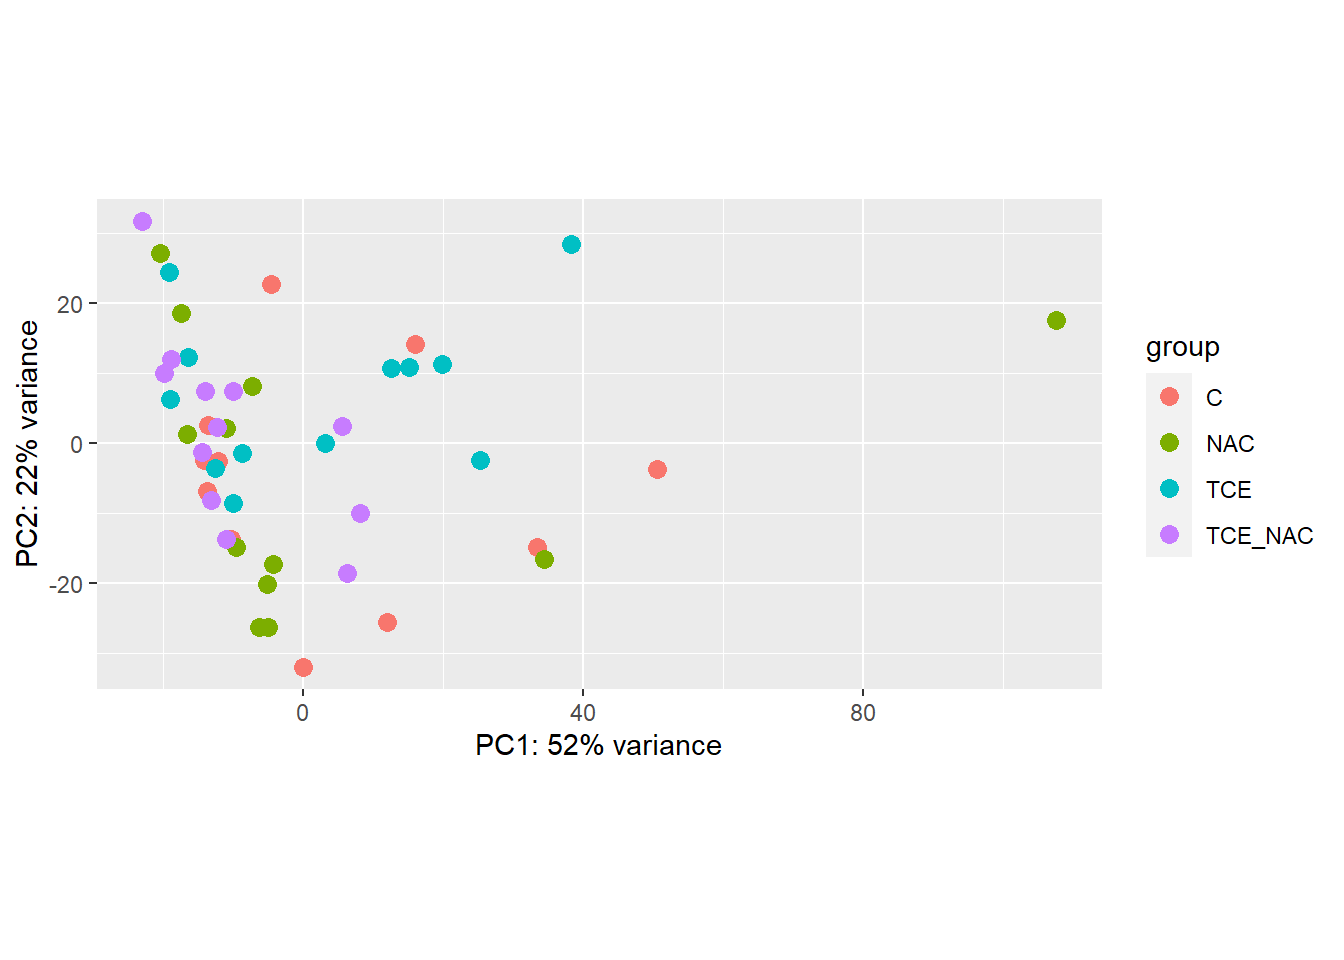 20
0
-20
PC2: 22% variance
0
40
80
PC1: 52% variance
group
C
NAC
TCE
TCE_NAC